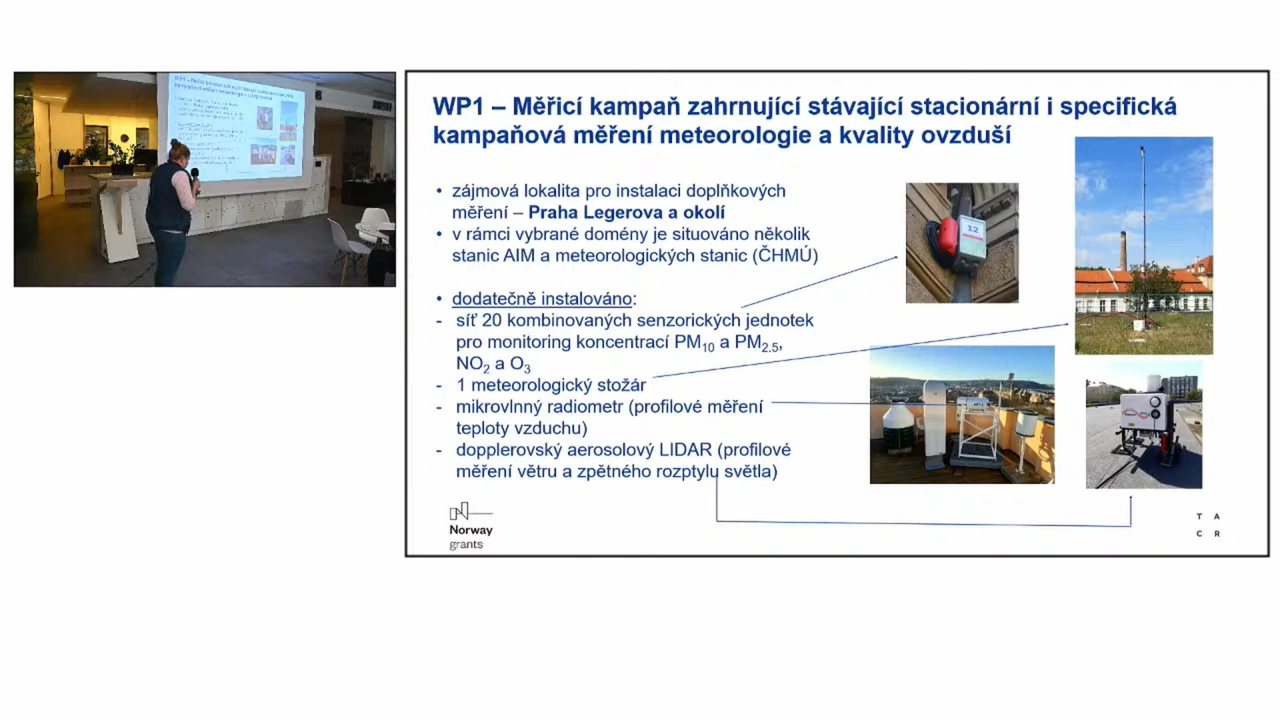 WP1 – Měřicí kampaň zahrnující stávající stacionární i specifická
kampaňová měření meteorologie a kvality ovzduší
• zájmová lokalita pro instalaci doplňkových
měření – Praha Legerova a okolí
• v rámci vybrané domény je situováno několik
stanic AIM a meteorologických stanic (ČHMÚ)
• dodatečně instalováno:
- síť 20 kombinovaných senzorických jednotek
pro monitoring koncentrací PM10 a PM2.5,
NO2 a O3
- 1 meteorologický stožár
- mikrovlnný radiometr (profilové měření
teploty vzduchu)
- dopplerovský aerosolový LIDAR (profilové
měření větru a zpětného rozptylu světla)
12
Norway
grants
T A
C R